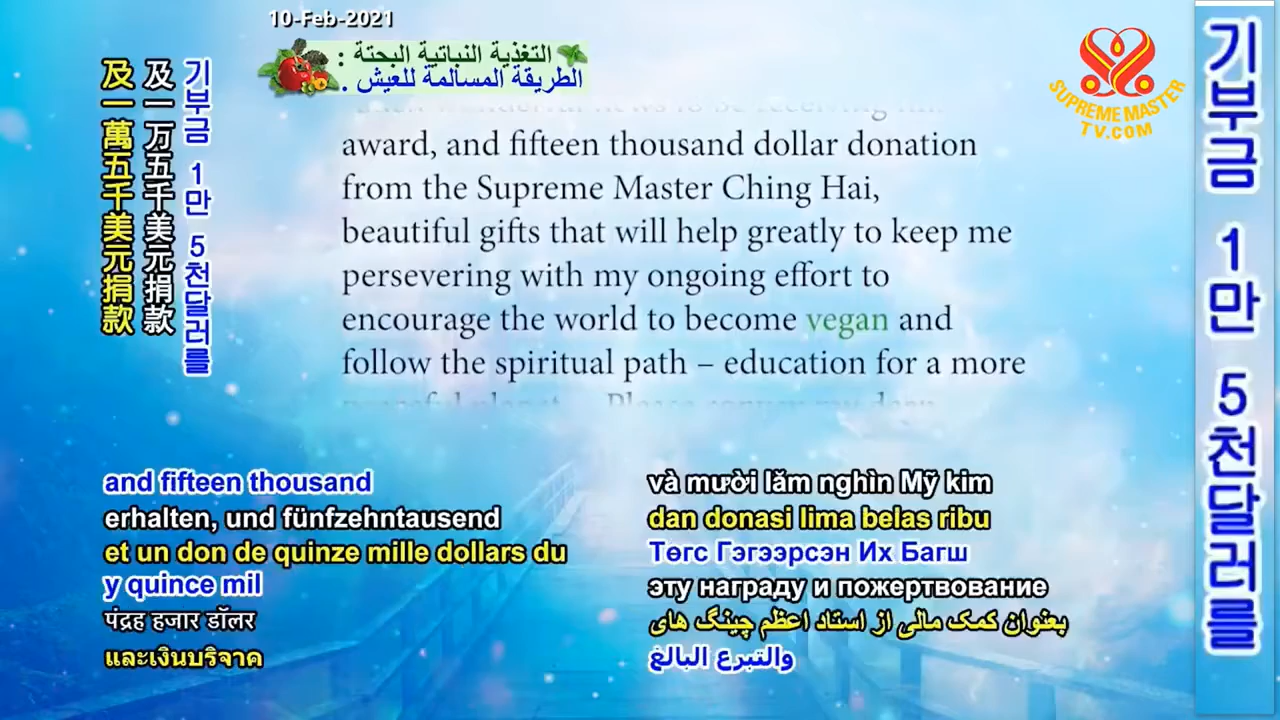 10-Feb-2021
التغذية النباتية البحتة :
الطريقة المسالمة للعيش .
SUPREME MASTER
TV.COM
기부금 1만 5천달러를
及一万五千美元捐款
及一萬五千美元捐款
award, and fifteen thousand dollar donation
from the Supreme Master Ching Hai,
beautiful gifts that will help greatly to keep me
persevering with my ongoing effort to
encourage the world to become vegan and
follow the spiritual path – education for a more
and fifteen thousand
erhalten, und fünfzehntausend
et un don de quinze mille dollars du
y quince mil
पंद्रह हजार डॉलर
และเงินบริจาค
và mười lăm nghìn Mỹ kim
dan donasi lima belas ribu
Төгс Гэгээрсэн Их Багш
эту награду и пожертвование
بعنوان کمک مالی از استاد اعظم چینگ های
والتبرع البالغ
기부금 1만 5천달러를